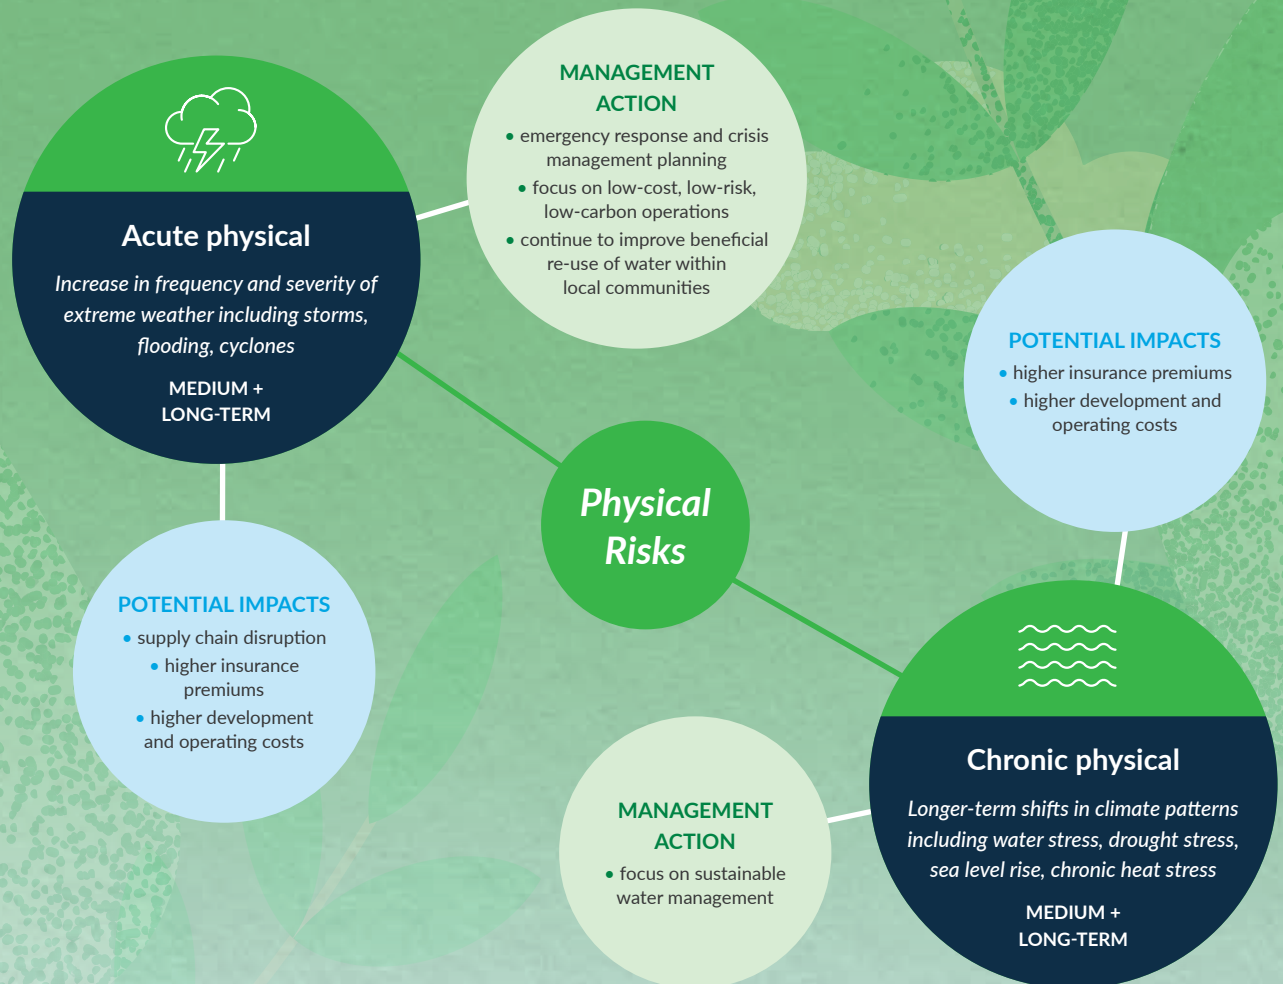 MANAGEMENT
ACTION
• emergency response and crisis
management planning
• focus on low-cost, low-risk,
low-carbon operations
• continue to improve beneficial
re-use of water within
local communities
Acute physical
Increase in frequency and severity of
extreme weather including storms,
flooding, cyclones
MEDIUM +
LONG-TERM
POTENTIAL IMPACTS
• higher insurance premiums
• higher development and
operating costs
Physical
Risks
POTENTIAL IMPACTS
• supply chain disruption
• higher insurance
premiums
• higher development
and operating costs
Chronic physical
Longer-term shifts in climate patterns
including water stress, drought stress,
sea level rise, chronic heat stress
MEDIUM +
LONG-TERM
MANAGEMENT
ACTION
• focus on sustainable
water management